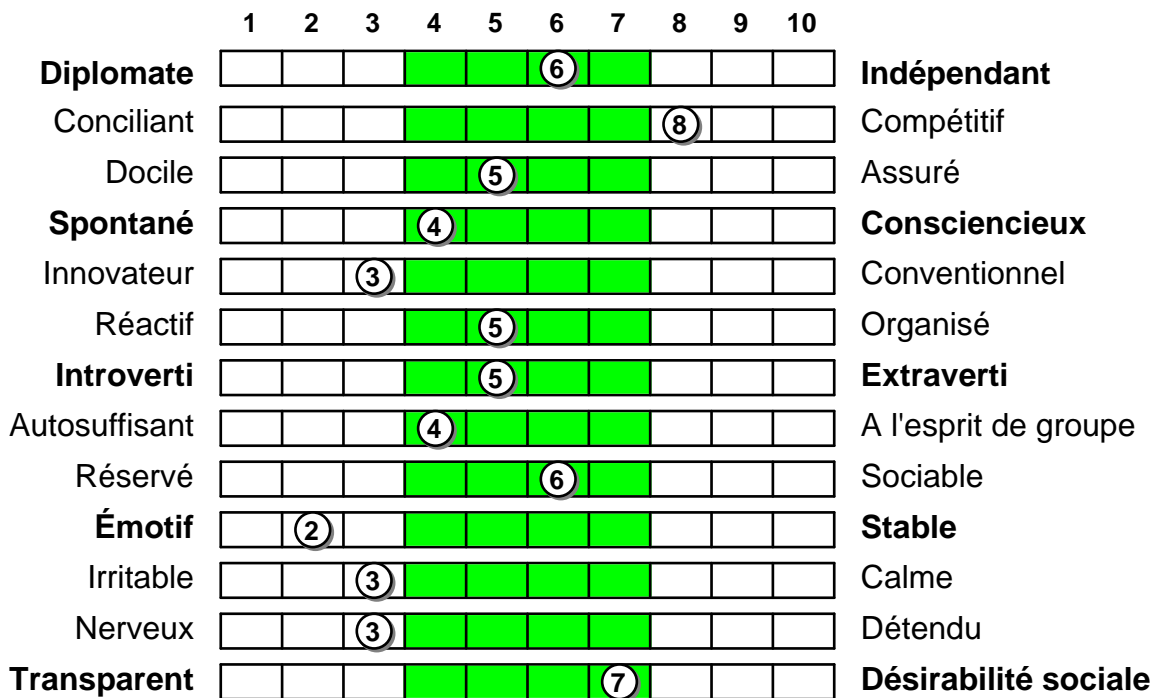 1 2 3 4 5 6 7 8 9 10
Diplomate 6 Indépendant
Conciliant 8 Compétitif
Docile 5 Assuré
Spontané 4 Consciencieux
Innovateur 3 Conventionnel
Réactif 5 Organisé
Introverti 5 Extraverti
Autosuffisant 4 A l'esprit de groupe
Réservé 6 Sociable
Émotif 2 Stable
Irritable 3 Calme
Nerveux 3 Détendu
Transparent 7 Désirabilité sociale